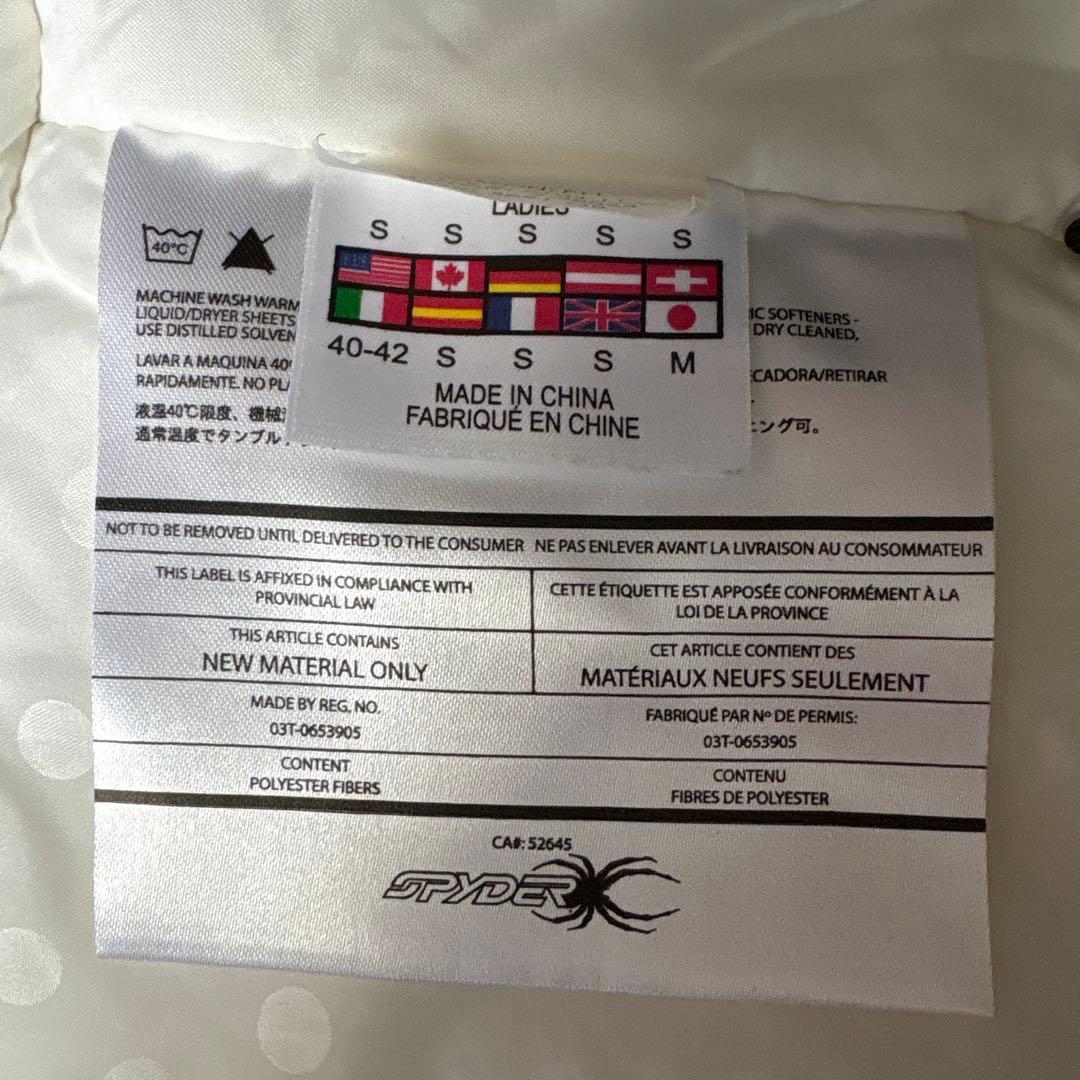 LADIES
S S S S S
40-42 S S S M
MADE IN CHINA
FABRIQUÉ EN CHINE
40°C
MACHINE WASH WARM
LIQUID/DRYER SHEETS
USE DISTILLED
IC SOFTENERS -
DRY CLEANED,
LAVAR A MAQUINA 40°
RAPIDAMENTE. NO
CADORA/RETIRAR
液温40℃限度、機械
通常温度でタンブル
ング可。
NOT TO BE REMOVED UNTIL DELIVERED TO THE CONSUMER NE PAS ENLEVER AVANT LA LIVRAISON AU CONSOMMATEUR
THIS LABEL IS AFFIXED IN COMPLIANCE WITH
PROVINCIAL LAW
CETTE ÉTIQUETTE EST APPOSÉE CONFORMÉMENT À LA
LOI DE LA PROVINCE
THIS ARTICLE CONTAINS
NEW MATERIAL ONLY
CET ARTICLE CONTIENT DES
MATÉRIAUX NEUFS SEULEMENT
MADE BY REG. NO.
03T-0653905
FABRIQUÉ PAR Nº DE PERMIS:
03T-0653905
CONTENT
POLYESTER FIBERS
CONTENU
FIBRES DE POLYESTER
CA#: 52645
SPYDER